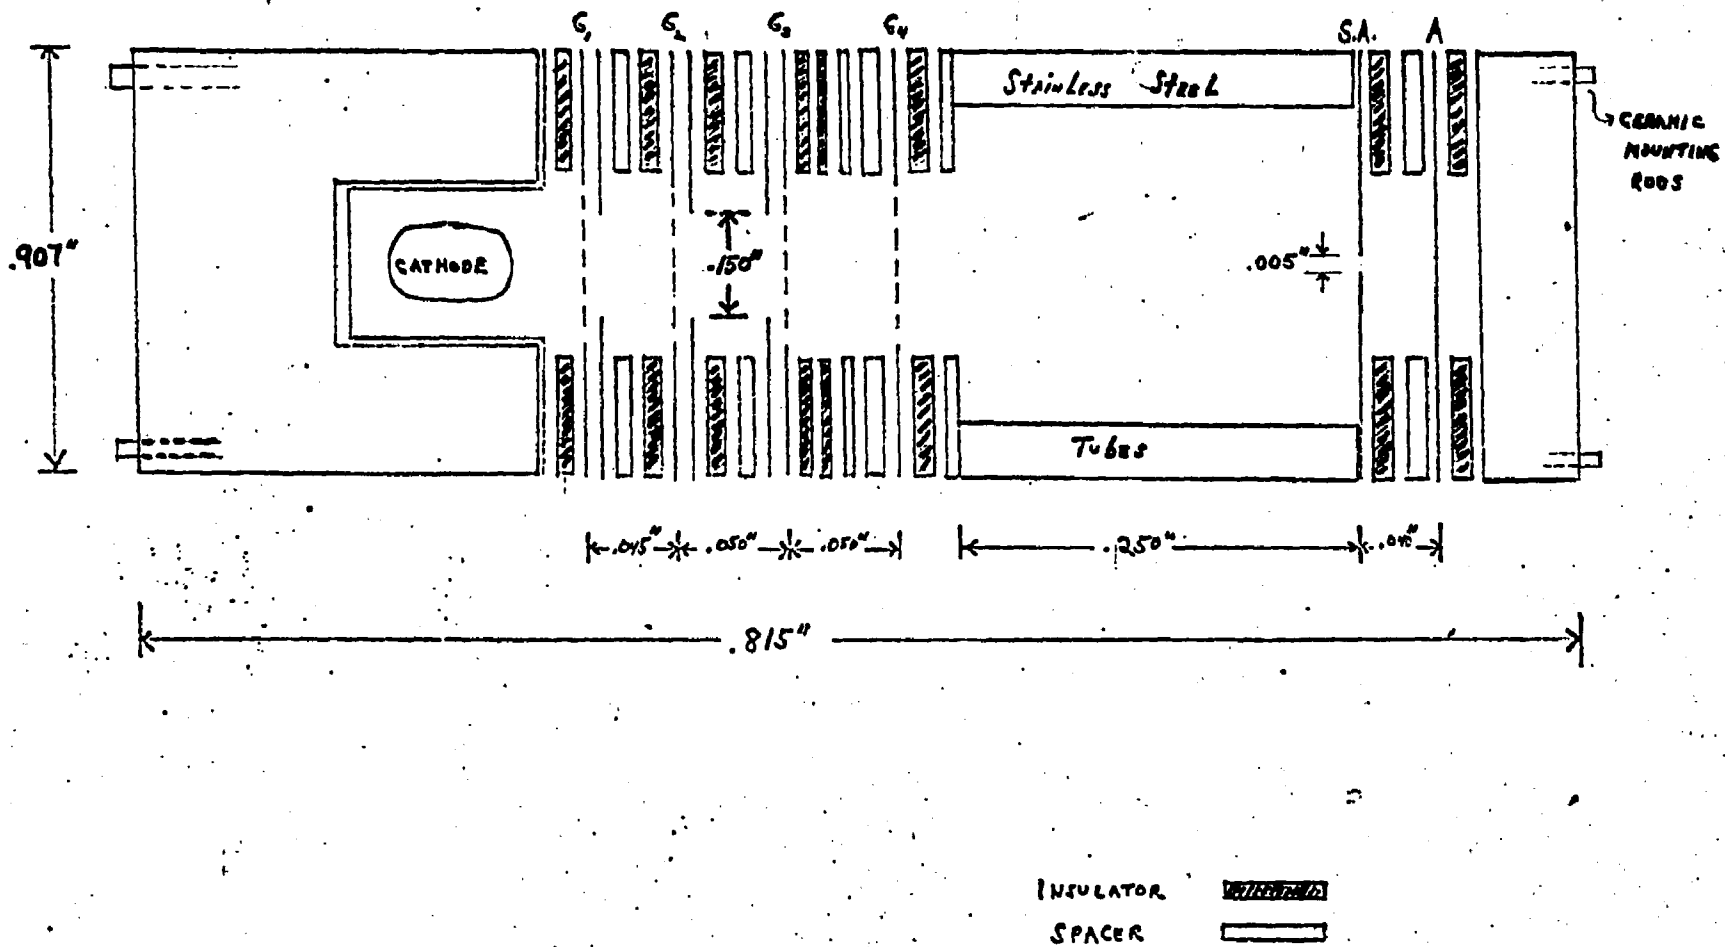 G1 G2 G3 G4 S.A. A
Stainless Steel
CERAMIC
MOUNTING
RODS
.907"
CATHODE
.150"
.005"
Tubes
.045" .050" .050" .250" .040"
.815"
INSULATOR
SPACER